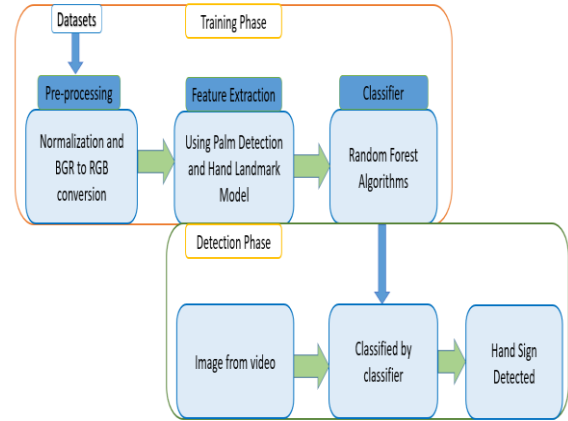 Datasets
Training Phase
Pre-processing
Normalization and
BGR to RGB
conversion
Feature Extraction
Using Palm Detection
and Hand Landmark
Model
Classifier
Random Forest
Algorithms
Detection Phase
Image from video
Classified by
classifier
Hand Sign
Detected